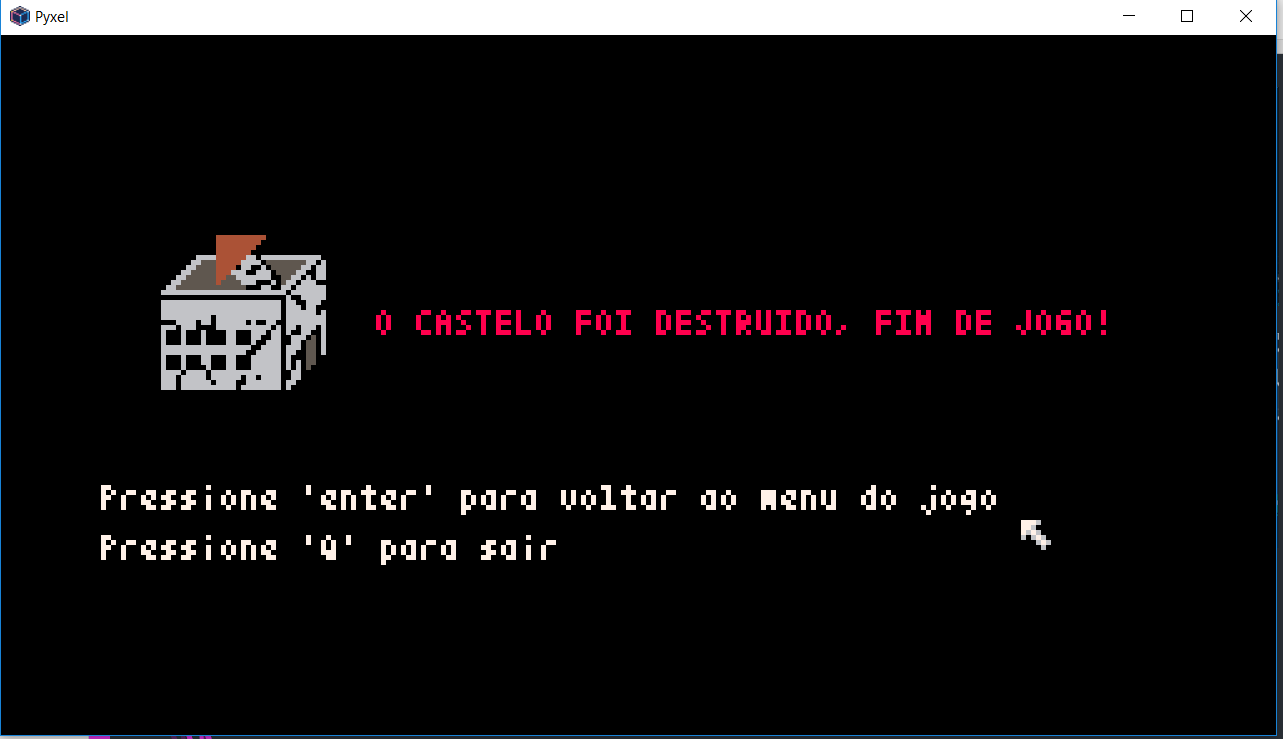 Pyxel
O CASTELO FOI DESTRUIDO, FIM DE JOGO!
Pressione 'enter' para voltar ao menu do jogo
Pressione 'Q' para sair